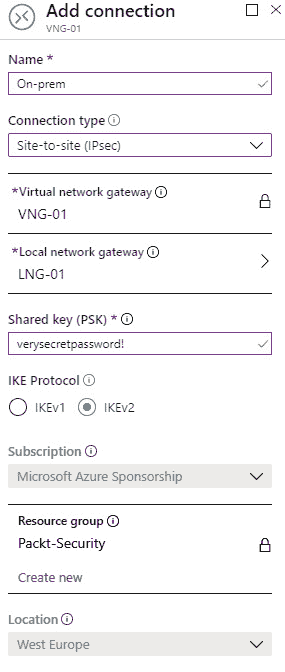 Add connection
VNG-01
Name *
On-prem
Connection type
Site-to-site (IPsec)
*Virtual network gateway
VNG-01
*Local network gateway
LNG-01
Shared key (PSK) *
verysecretpassword!
IKE Protocol
IKEv1 IKEv2
Subscription
Microsoft Azure Sponsorship
Resource group
Packt-Security
Create new
Location
West Europe